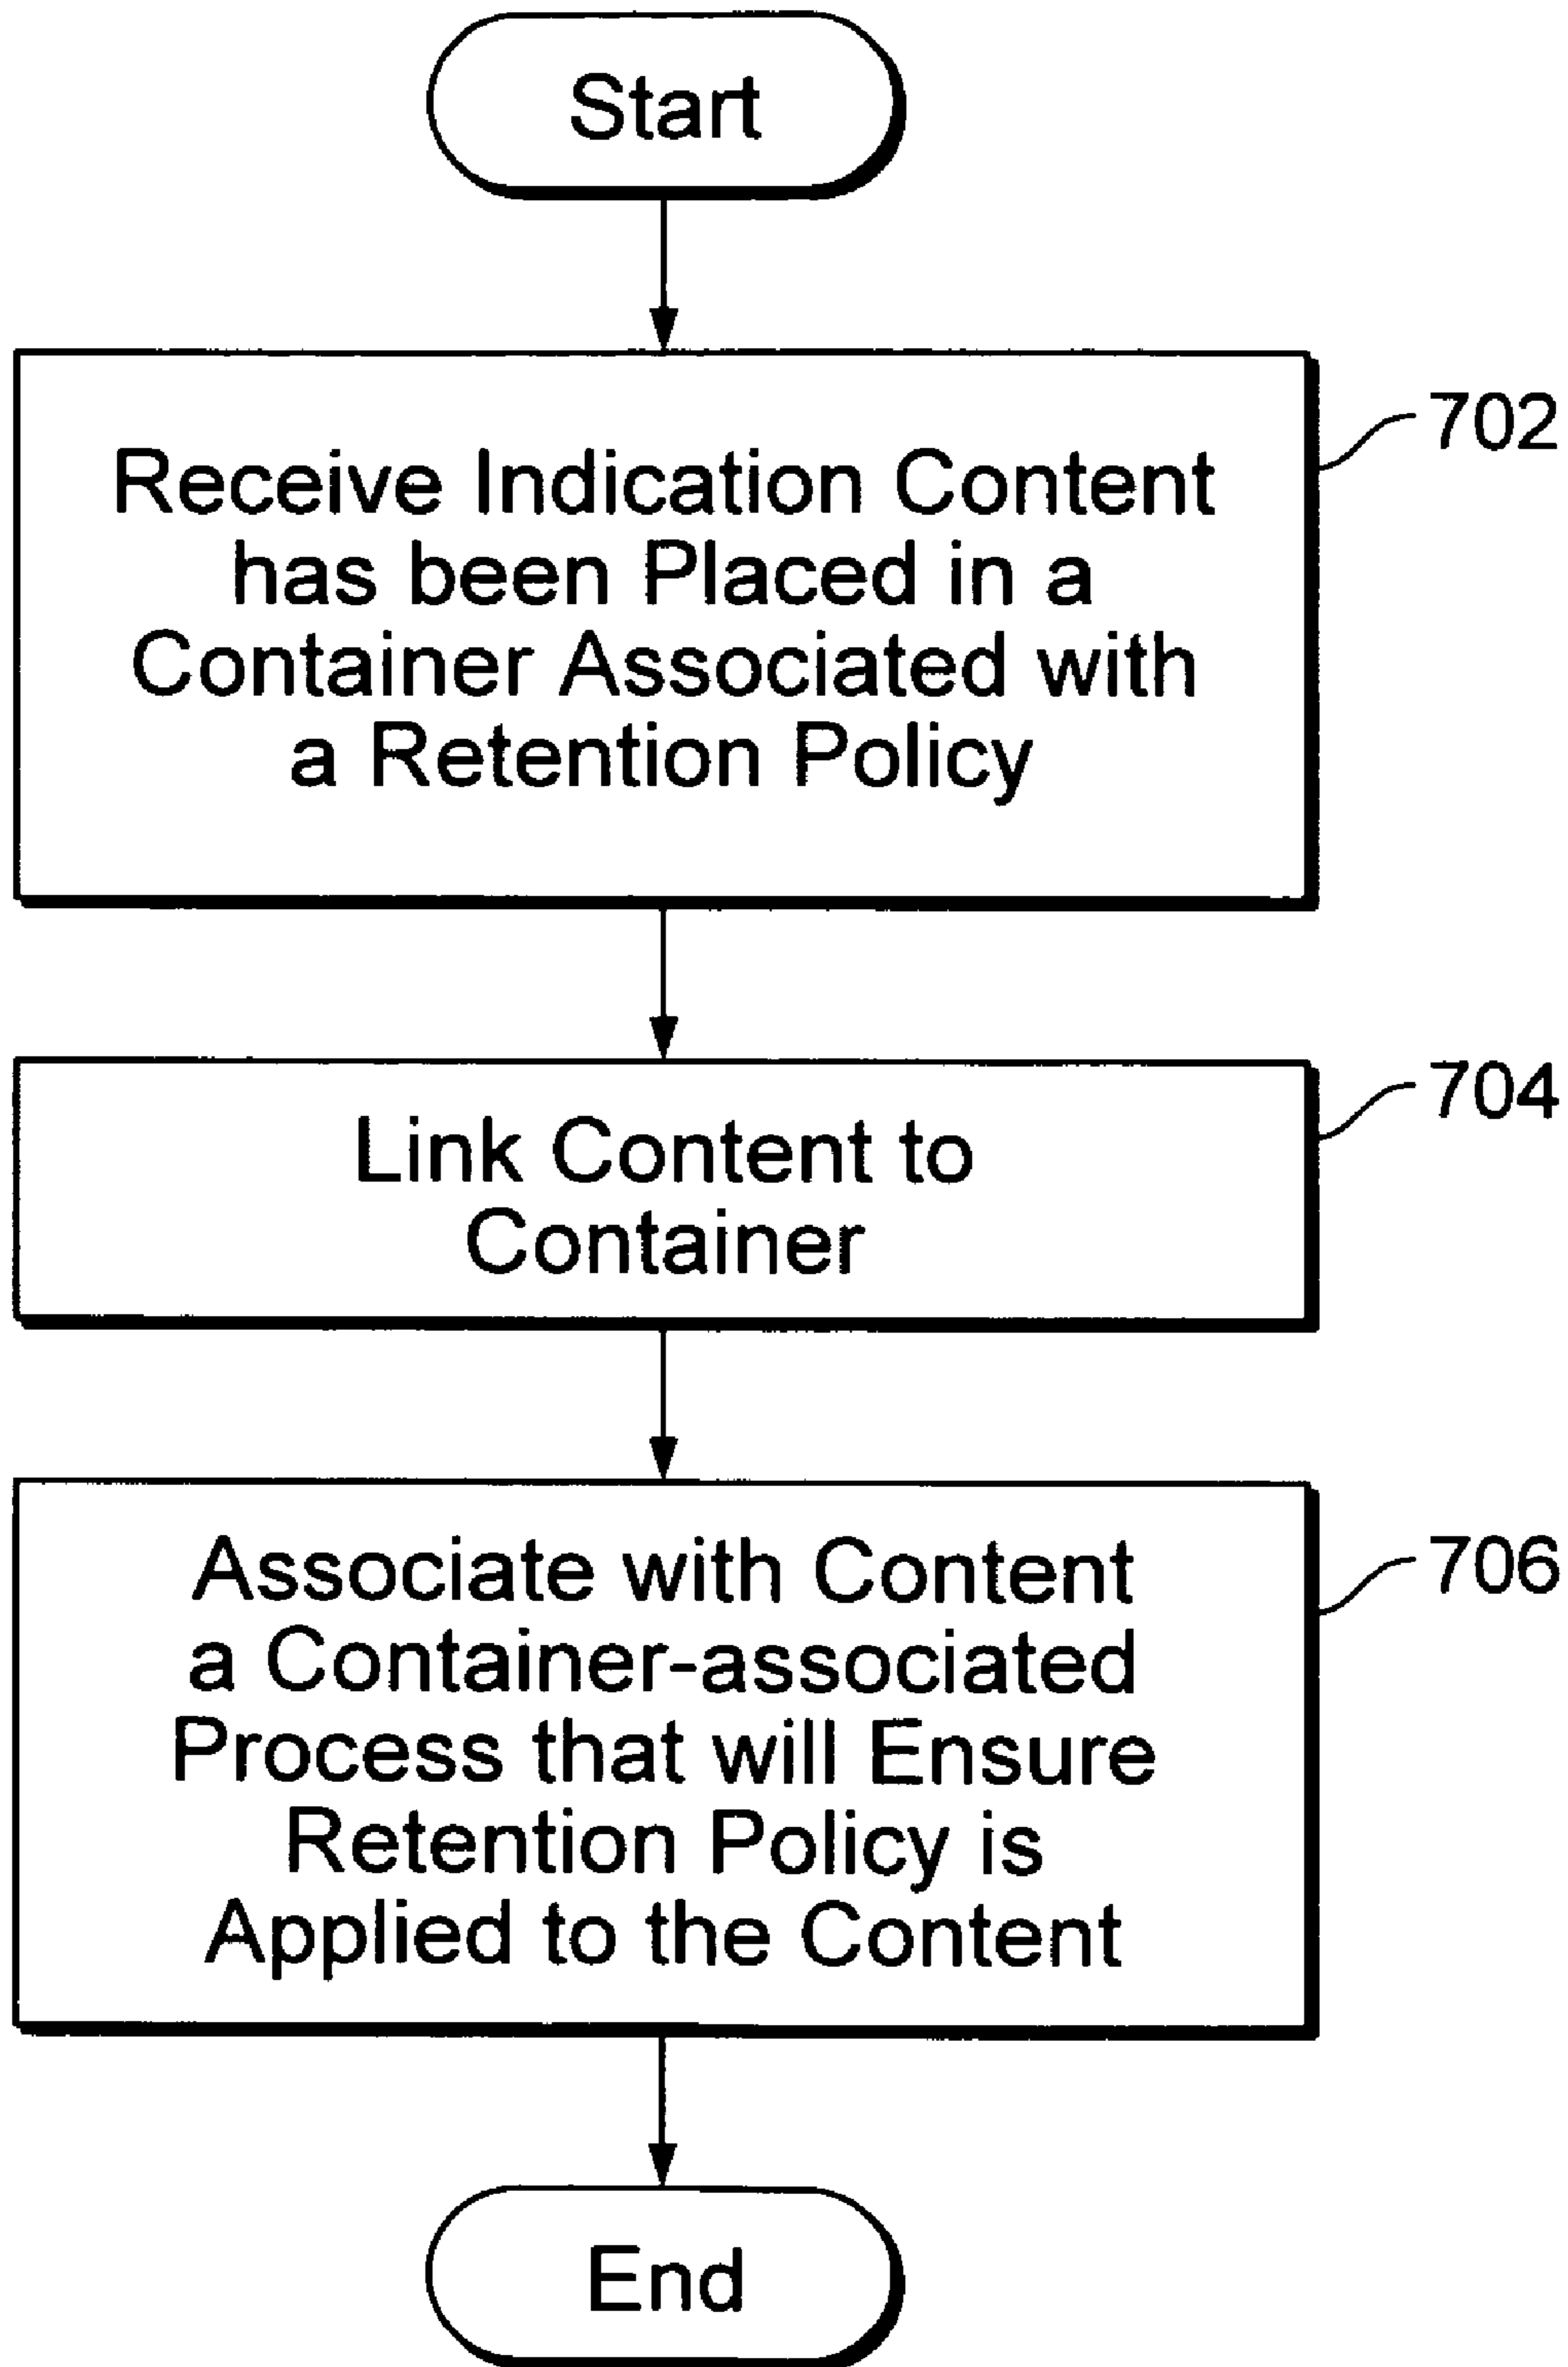 Start
Receive Indication Content
has been Placed in a
Container Associated with
a Retention Policy
702
Link Content to
Container
704
Associate with Content
a Container-associated
Process that will Ensure
Retention Policy is
Applied to the Content
706
End